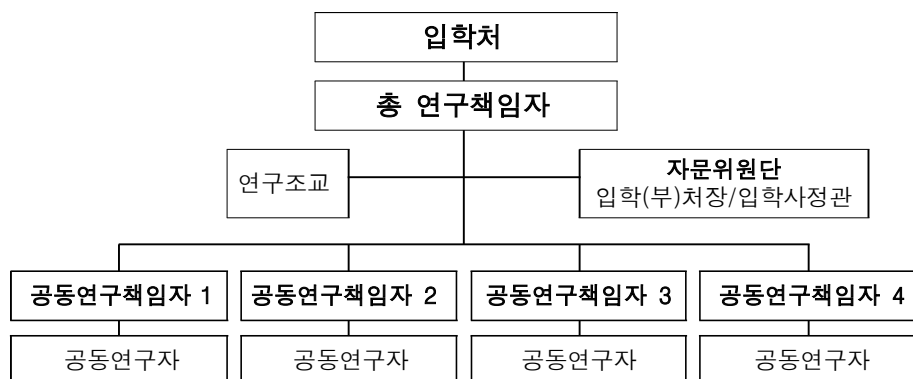 입학처
총 연구책임자
연구조교
자문위원단
입학(부)처장/입학사정관
공동연구책임자 1
공동연구책임자 2
공동연구책임자 3
공동연구책임자 4
공동연구자
공동연구자
공동연구자
공동연구자